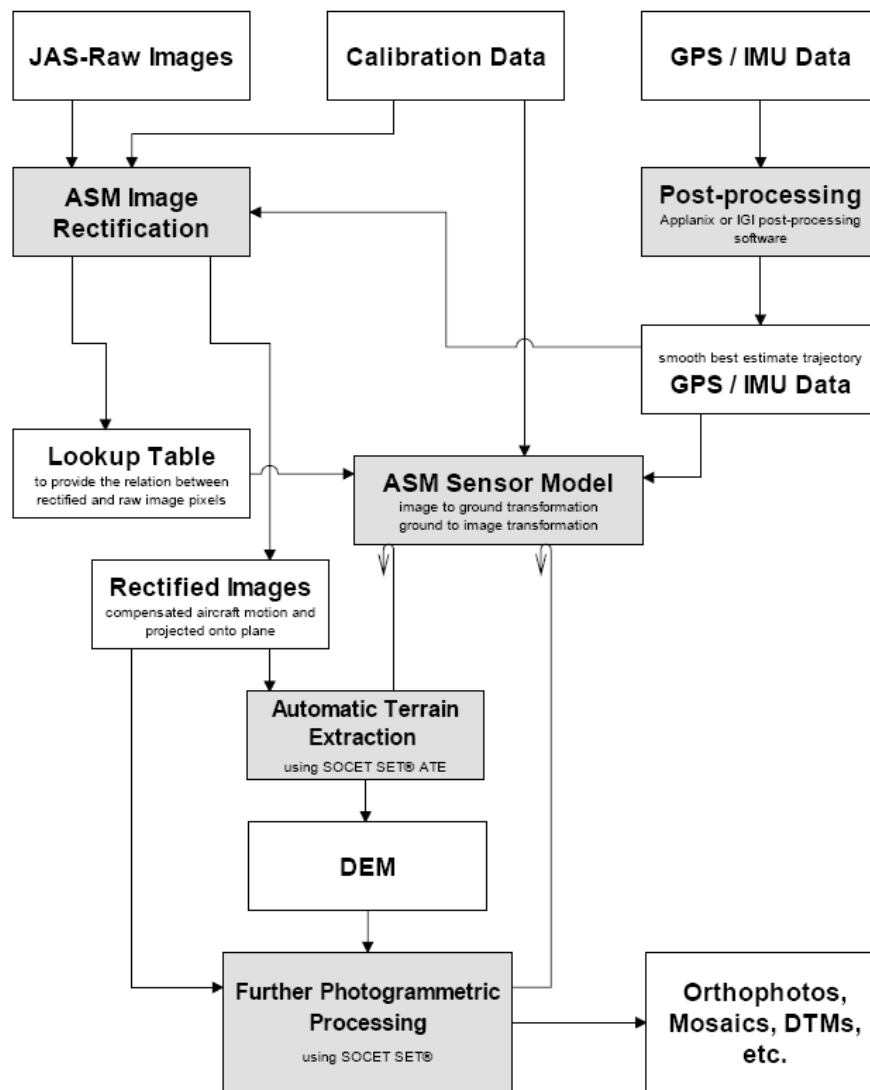 JAS-Raw Images
Calibration Data
GPS / IMU Data
ASM Image
Rectification
Post-processing
Applanix or IGI post-processing
software
smooth best estimate trajectory
GPS / IMU Data
Lookup Table
to provide the relation between
rectified and raw image pixels
ASM Sensor Model
image to ground transformation
ground to image transformation
Rectified Images
compensated aircraft motion and
projected onto plane
Automatic Terrain
Extraction
using SOCET SET® ATE
DEM
Further Photogrammetric
Processing
using SOCET SET®
Orthophotos,
Mosaics, DTMs,
etc.